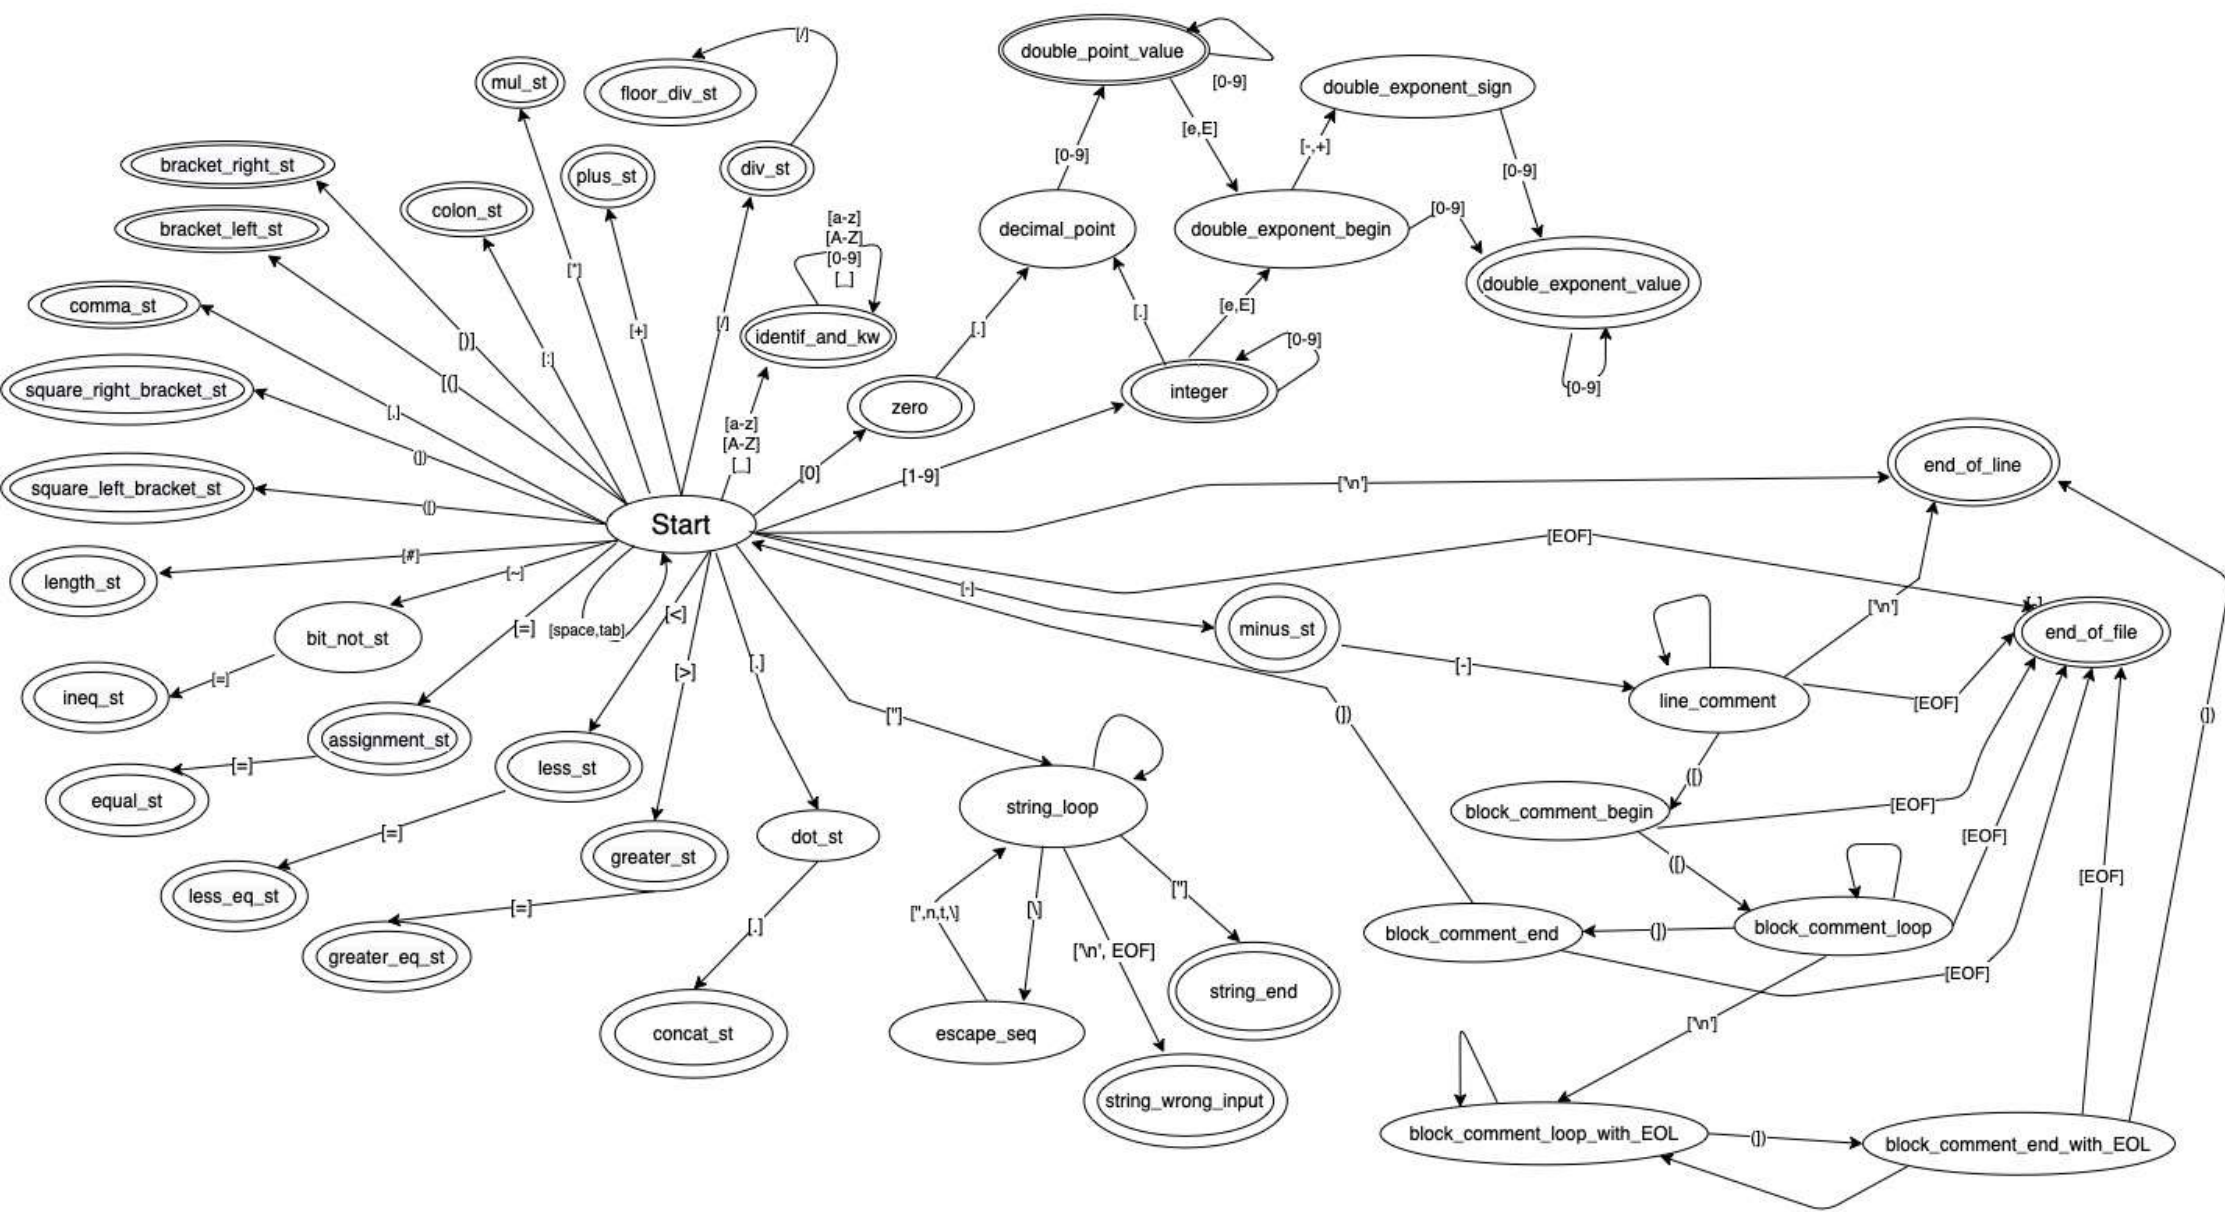 [/]
double_point_value
mul_st
floor_div_st
[0-9]
double_exponent_sign
[e,E]
[-,+]
[0-9]
bracket_right_st
plus_st
div_st
[0-9]
colon_st
[0-9]
bracket_left_st
[a-z]
[A-Z]
[0-9]
[_]
decimal_point
double_exponent_begin
[*]
double_exponent_value
comma_st
[.]
[.]
[e,E]
[+]
[/]
identif_and_kw
[)]
[:]
[0-9]
[(]
square_right_bracket_st
integer
[0-9]
[,]
zero
[a-z]
[A-Z]
[_]
(])
[0]
[1-9]
end_of_line
square_left_bracket_st
['\n']
([)
Start
[EOF]
[#]
length_st
[~]
[-]
[<]
[=]
[space,tab]
bit_not_st
minus_st
['\n']
end_of_file
[.]
[-]
[>]
[=]
ineq_st
line_comment
[EOF]
(])
["]
(])
assignment_st
[=]
less_st
([)
equal_st
string_loop
block_comment_begin
[EOF]
[=]
dot_st
[EOF]
greater_st
([)
[EOF]
["]
less_eq_st
[=]
[",n,t,\]
[\]
[.]
['\n', EOF]
block_comment_end
(])
block_comment_loop
greater_eq_st
[EOF]
string_end
['\n']
concat_st
escape_seq
string_wrong_input
block_comment_loop_with_EOL
(])
block_comment_end_with_EOL